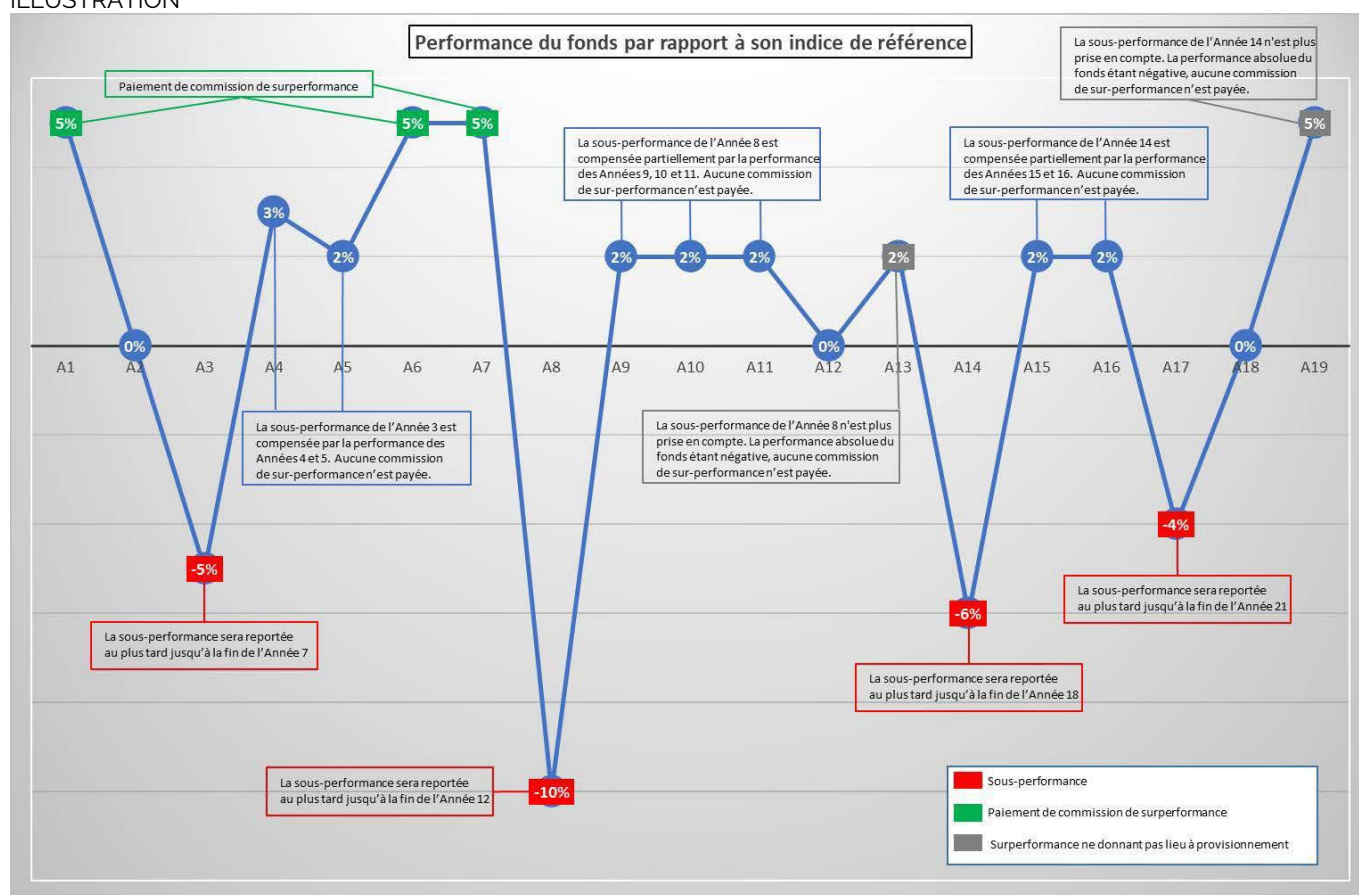 ILLUSTRATION
Performance du fonds par rapport à son indice de référence
La sous-performance de l'Année 14 n'est plus
prise en compte. La performance absolue du
fonds étant négative, aucune commission
de sur-performance n'est payée.
Paiement de commission de surperformance
5%
5%
5%
5%
La sous-performance de l'Année 8 est
compensée partiellement par la performance
des Années 9, 10 et 11. Aucune commission
de sur-performance n'est payée.
La sous-performance de l'Année 14 est
compensée partiellement par la performance
des Années 15 et 16. Aucune commission
de sur-performance n'est payée.
3%
2%
2%
2%
2%
2%
2%
2%
0%
0%
0%
A1 A2 A3 A4 A5 A6 A7 A8 A9 A10 A11 A12 A13 A14 A15 A16 A17 A18 A19
La sous-performance de l'Année 3 est
compensée par la performance des
Années 4 et 5. Aucune commission
de sur-performance n'est payée.
La sous-performance de l'Année 8 n'est plus
prise en compte. La performance absolue du
fonds étant négative, aucune commission
de sur-performance n'est payée.
-4%
-5%
La sous-performance sera reportée
au plus tard jusqu'à la fin de l'Année 21
-6%
La sous-performance sera reportée
au plus tard jusqu'à la fin de l'Année 7
La sous-performance sera reportée
au plus tard jusqu'à la fin de l'Année 18
La sous-performance sera reportée
au plus tard jusqu'à la fin de l'Année 12
-10%
Sous-performance
Paiement de commission de surperformance
Surperformance ne donnant pas lieu à provisionnement